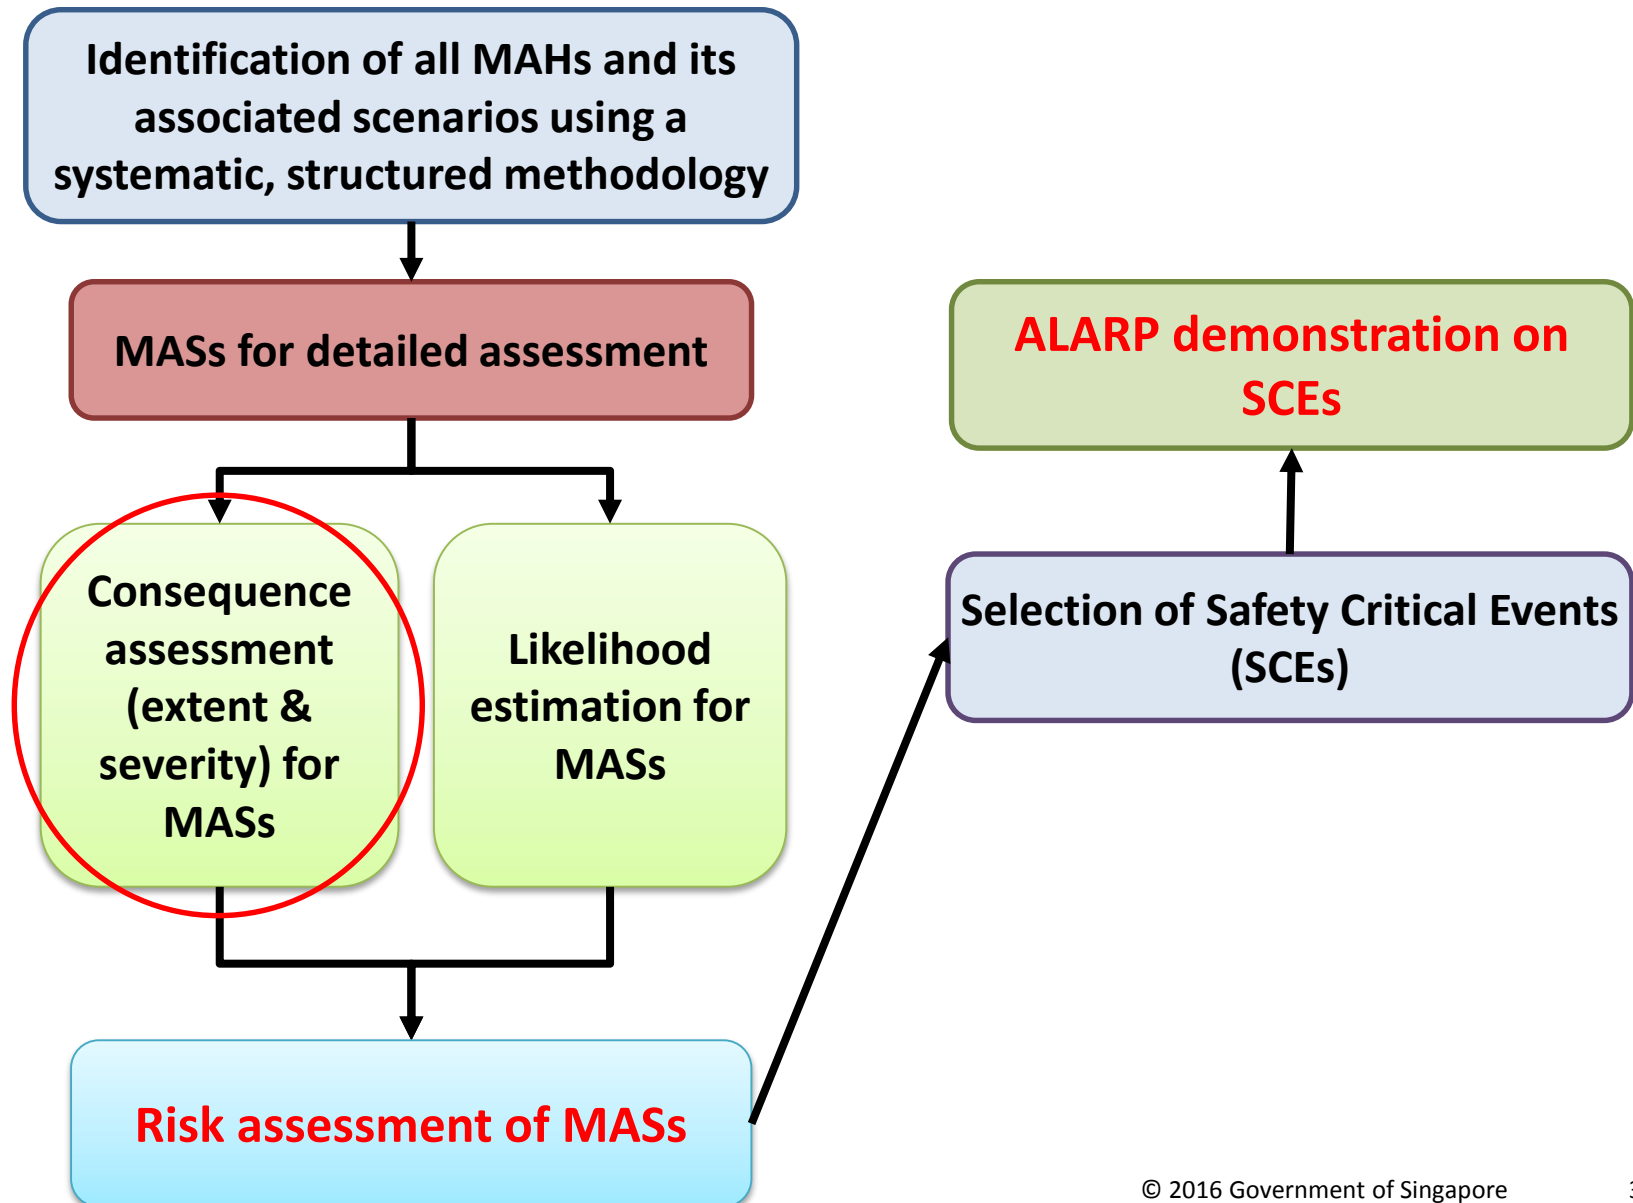 Identification of all MAHs and its
associated scenarios using a
systematic, structured methodology
MASs for detailed assessment
Consequence
assessment
(extent &
severity) for
MASs
Likelihood
estimation for
MASs
Risk assessment of MASs
ALARP demonstration on
SCEs
Selection of Safety Critical Events
(SCEs)
© 2016 Government of Singapore